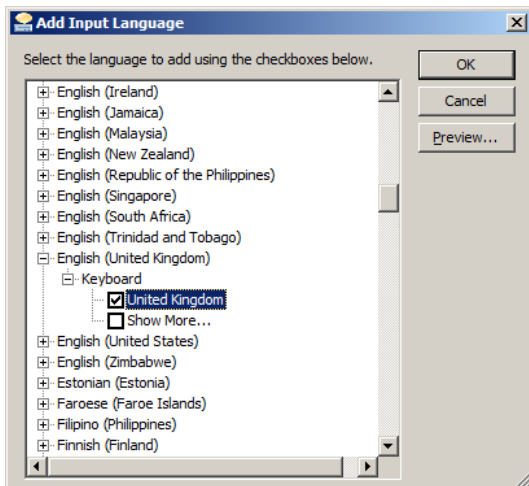 Add Input Language
Select the language to add using the checkboxes below.
OK
Cancel
Preview...
English (Ireland)
English (Jamaica)
English (Malaysia)
English (New Zealand)
English (Republic of the Philippines)
English (Singapore)
English (South Africa)
English (Trinidad and Tobago)
English (United Kingdom)
Keyboard
United Kingdom
Show More...
English (United States)
English (Zimbabwe)
Estonian (Estonia)
Faroese (Faroe Islands)
Filipino (Philippines)
Finnish (Finland)